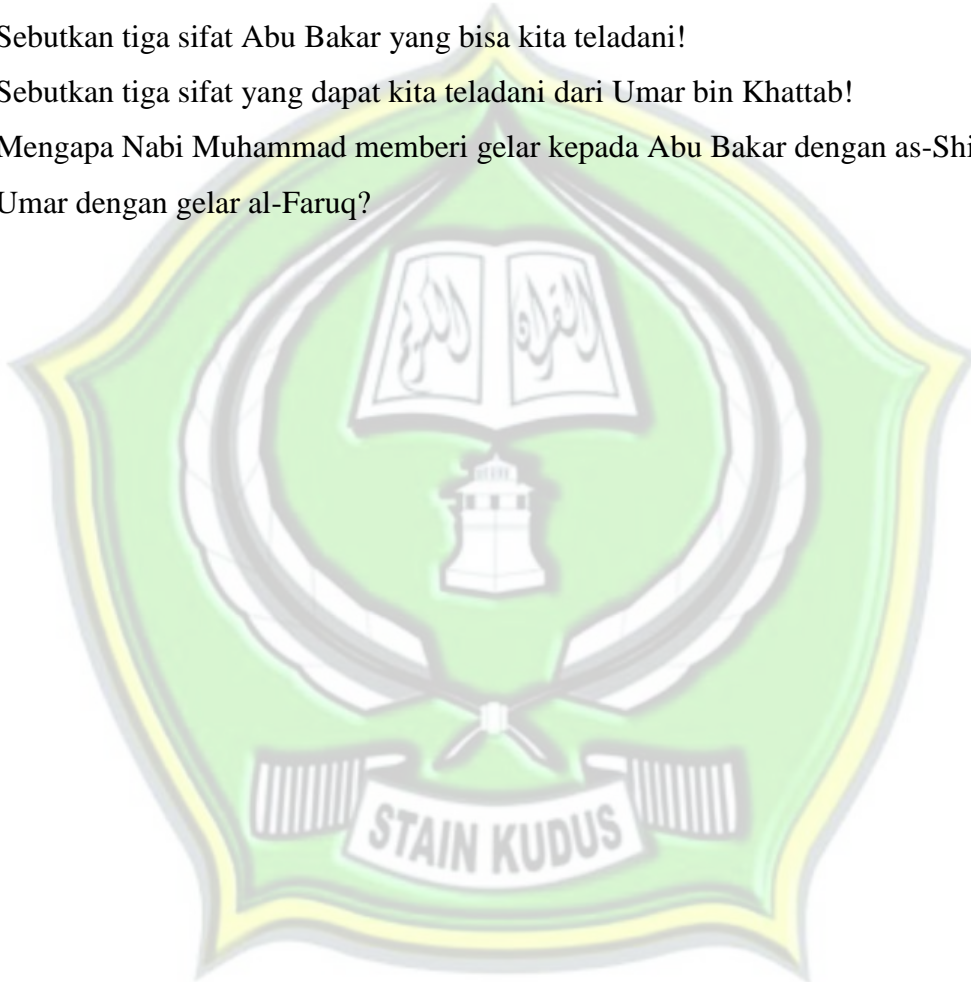 Sebutkan tiga sifat Abu Bakar yang bisa kita teladani!
Sebutkan tiga sifat yang dapat kita teladani dari Umar bin Khattab!
Mengapa Nabi Muhammad memberi gelar kepada Abu Bakar dengan as-Shi
Umar dengan gelar al-Faruq?
القرآن الكريم
STAIN KUDUS